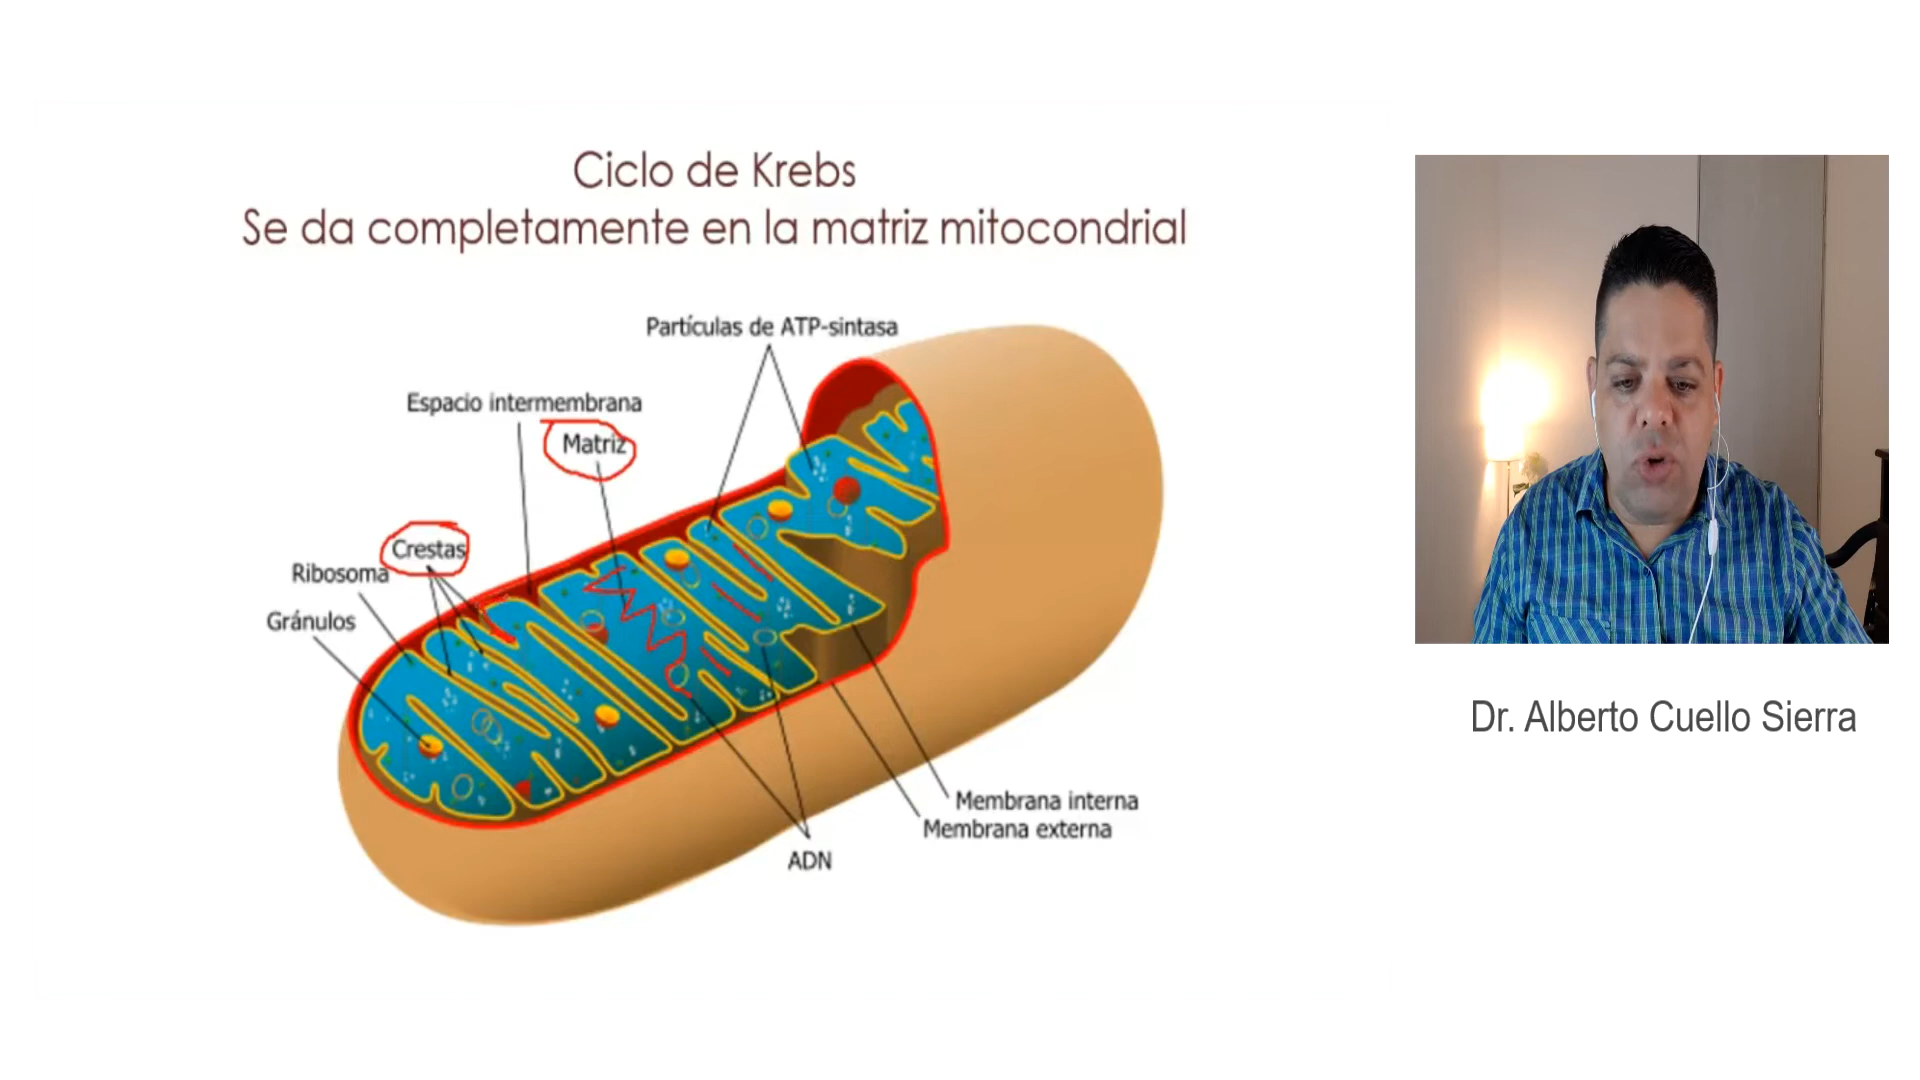 Ciclo de Krebs
Se da completamente en la matriz mitocondrial
Partículas de ATP-sintasa
Espacio intermembrana
Matriz
Crestas
Ribosoma
Gránulos
Membrana interna
Membrana externa
ADN
Dr. Alberto Cuello Sierra